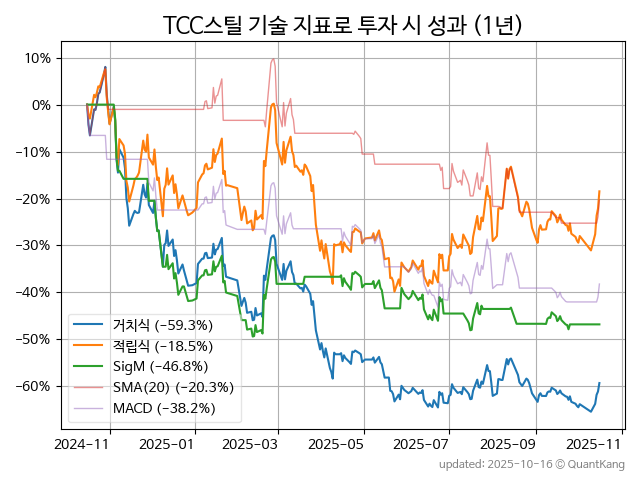 TCC스틸 기술 지표로 투자 시 성과 (1년)
10%
0%
−10%
−20%
−30%
−40%
−50%
−60%
거치식 (−59.3%)
적립식 (−18.5%)
SigM (−46.8%)
SMA(20) (−20.3%)
MACD (−38.2%)
2024−11
2025−01
2025−03
2025−05
2025−07
2025−09
2025−11
updated: 2025-10-16 © QuantKang